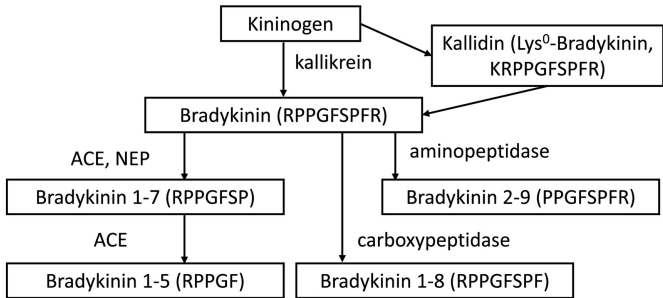 Kininogen
Kallidin (Lys⁰-Bradykinin,
KRPPGFSPFR)
kallikrein
Bradykinin (RPPGFSPFR)
ACE, NEP
aminopeptidase
Bradykinin 1-7 (RPPGFSP)
Bradykinin 2-9 (PPGFSPFR)
ACE
carboxypeptidase
Bradykinin 1-5 (RPPGF)
Bradykinin 1-8 (RPPGFSPF)